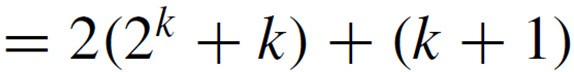 = 2(2^k + k) + (k + 1)